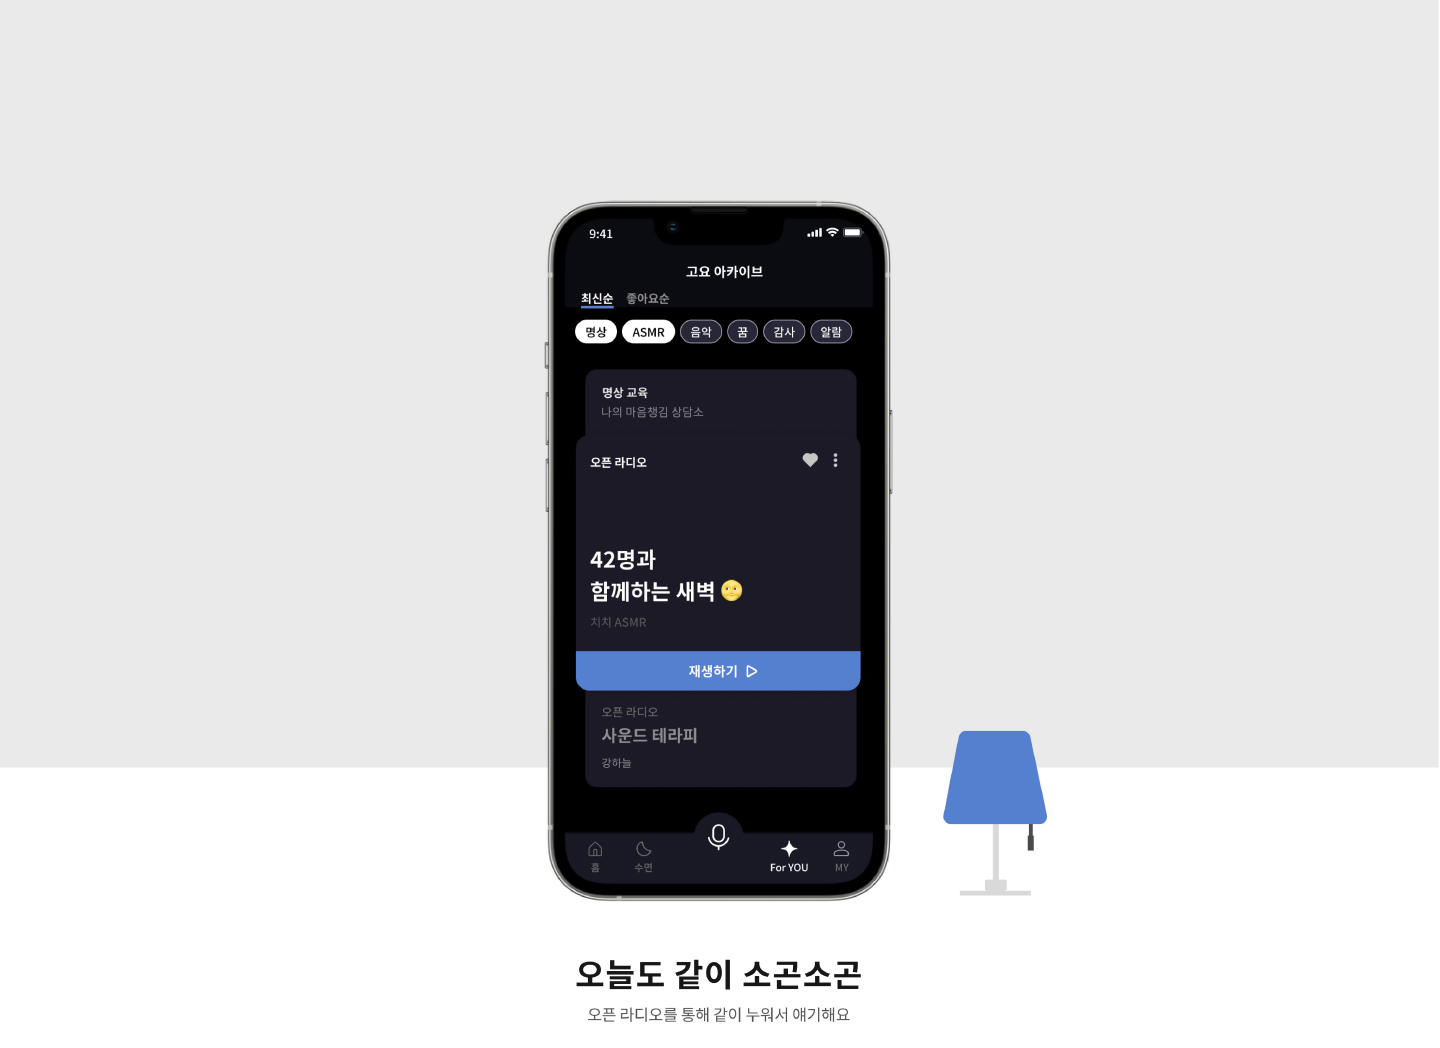 9:41
고요 아카이브
최신순 좋아요순
명상 ASMR 음악 꿈 감사 알람
명상 교육
나의 마음챙김 상담소
오픈 라디오
42명과
함께하는 새벽 🌝
치치 ASMR
재생하기
오픈 라디오
사운드 테라피
강하늘
홈 수면 For YOU MY
오늘도 같이 소곤소곤
오픈 라디오를 통해 같이 누워서 얘기해요